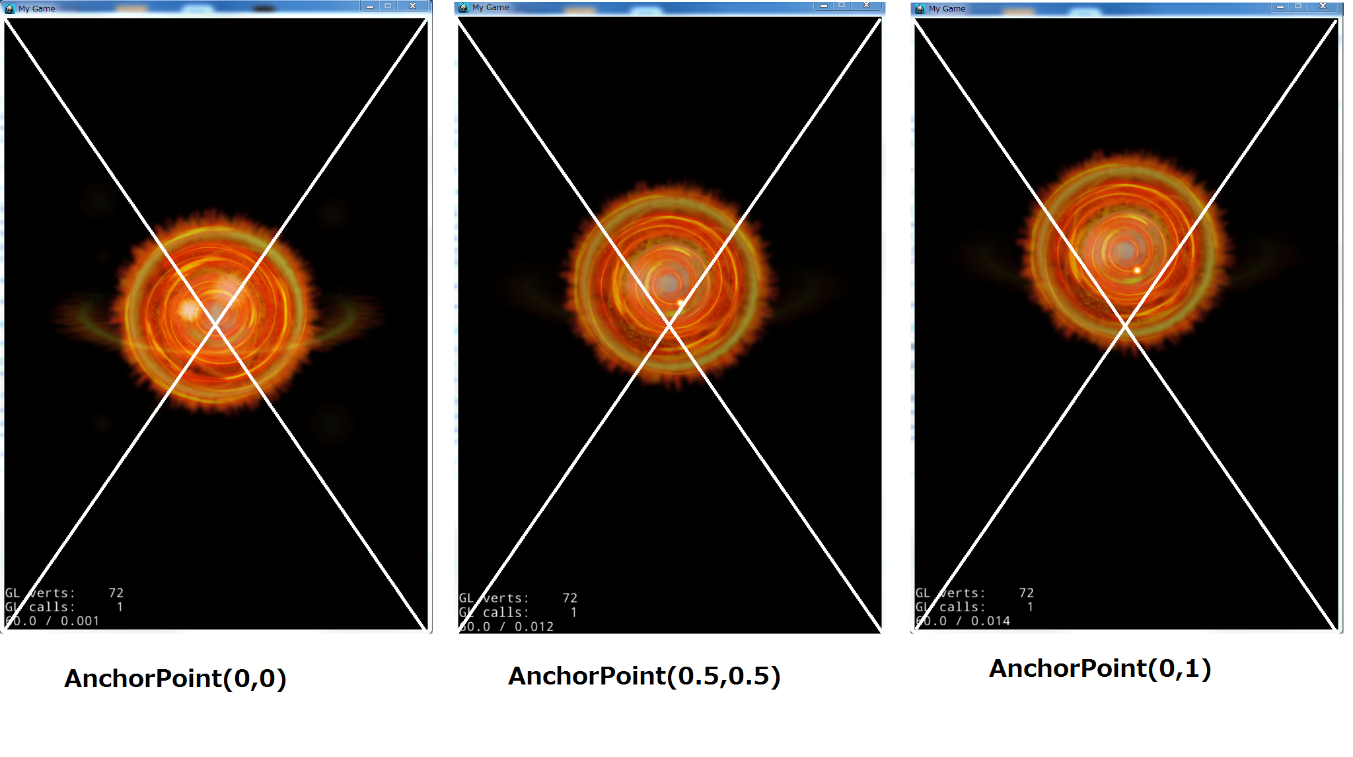 My Game
GL verts: 72
GL calls: 1
60.0 / 0.001
AnchorPoint(0,0)
My Game
GL verts: 72
GL calls: 1
60.0 / 0.012
AnchorPoint(0.5,0.5)
My Game
GL verts: 72
GL calls: 1
60.0 / 0.014
AnchorPoint(0,1)